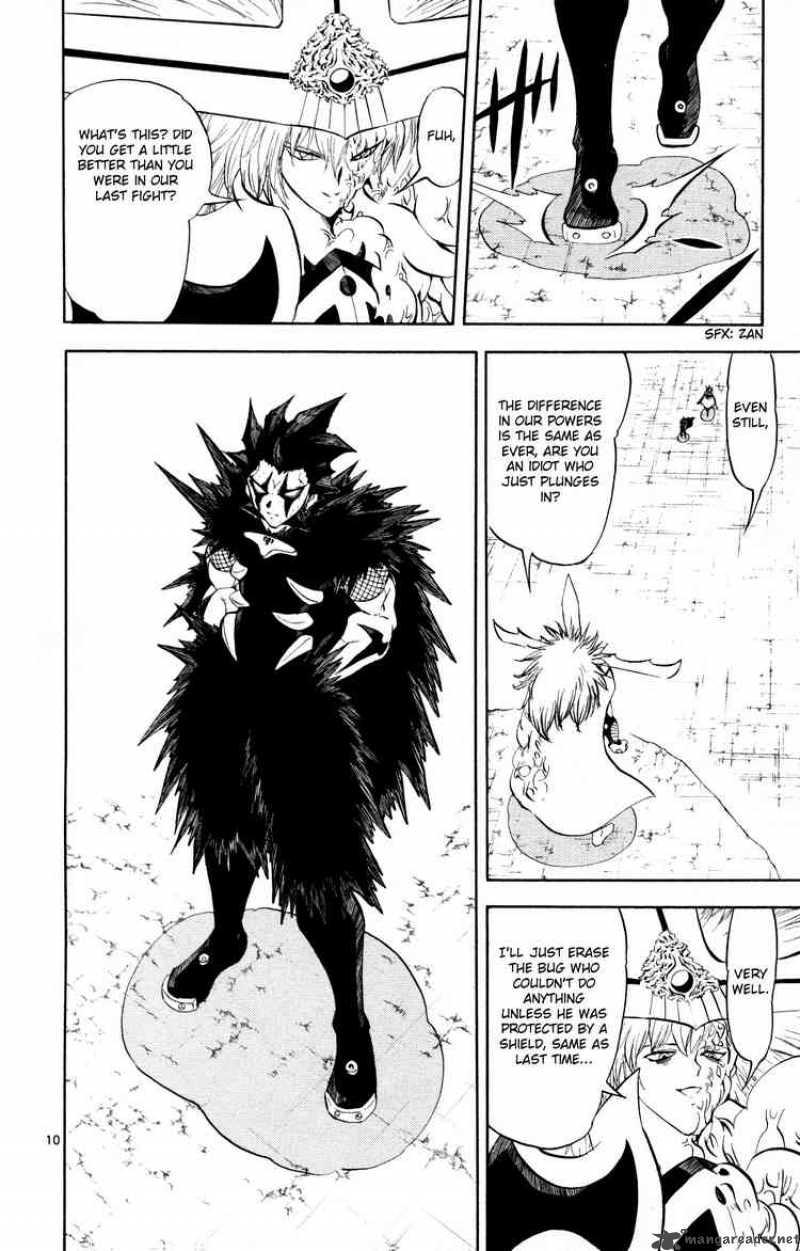 FUH,
WHAT'S THIS? DID
YOU GET A LITTLE
BETTER THAN YOU
WERE IN OUR
LAST FIGHT?
SFX: ZAN
EVEN
STILL,
THE DIFFERENCE
IN OUR POWERS
IS THE SAME AS
EVER, ARE YOU
AN IDIOT WHO
JUST PLUNGES
IN?
VERY
WELL.
I'LL JUST ERASE
THE BUG WHO
COULDN'T DO
ANYTHING
UNLESS HE WAS
PROTECTED BY A
SHIELD, SAME AS
LAST TIME...
10
mangareader.net